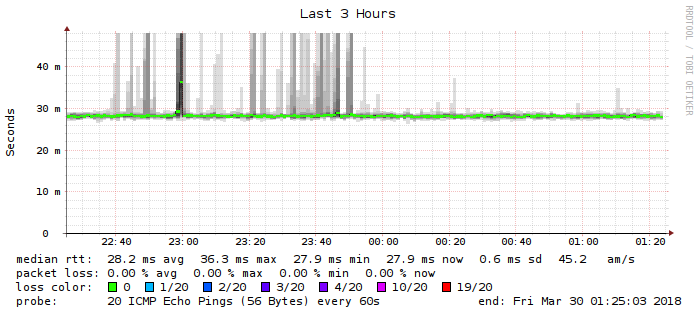 Last 3 Hours
RRDTOOL / TOBI OETIKER
Seconds
40 m
30 m
20 m
10 m
0
22:40 23:00 23:20 23:40 00:00 00:20 00:40 01:00 01:20
median rtt: 28.2 ms avg 36.3 ms max 27.9 ms min 27.9 ms now 0.6 ms sd 45.2 am/s
packet loss: 0.00 % avg 0.00 % max 0.00 % min 0.00 % now
loss color: 0 1/20 2/20 3/20 4/20 10/20 19/20
probe: 20 ICMP Echo Pings (56 Bytes) every 60s end: Fri Mar 30 01:25:03 2018